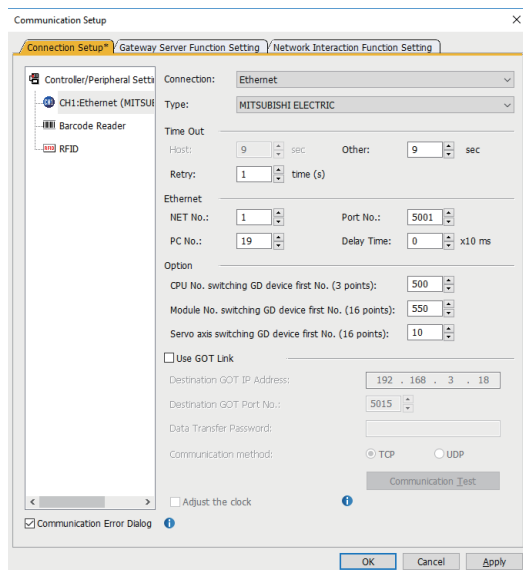 Communication Setup
Connection Setup* Gateway Server Function Setting Network Interaction Function Setting
Controller/Peripheral Settin
CH1:Ethernet (MITSUB
Barcode Reader
RFID
Connection: Ethernet
Type: MITSUBISHI ELECTRIC
Time Out
Host: 9 sec Other: 9 sec
Retry: 1 time (s)
Ethernet
NET No.: 1 Port No.: 5001
PC No.: 19 Delay Time: 0 x10 ms
Option
CPU No. switching GD device first No. (3 points): 500
Module No. switching GD device first No. (16 points): 550
Servo axis switching GD device first No. (16 points): 10
Use GOT Link
Destination GOT IP Address: 192 . 168 . 3 . 18
Destination GOT Port No.: 5015
Data Transfer Password:
Communication method: TCP UDP
Communication Test
Adjust the clock
Communication Error Dialog
OK Cancel Apply